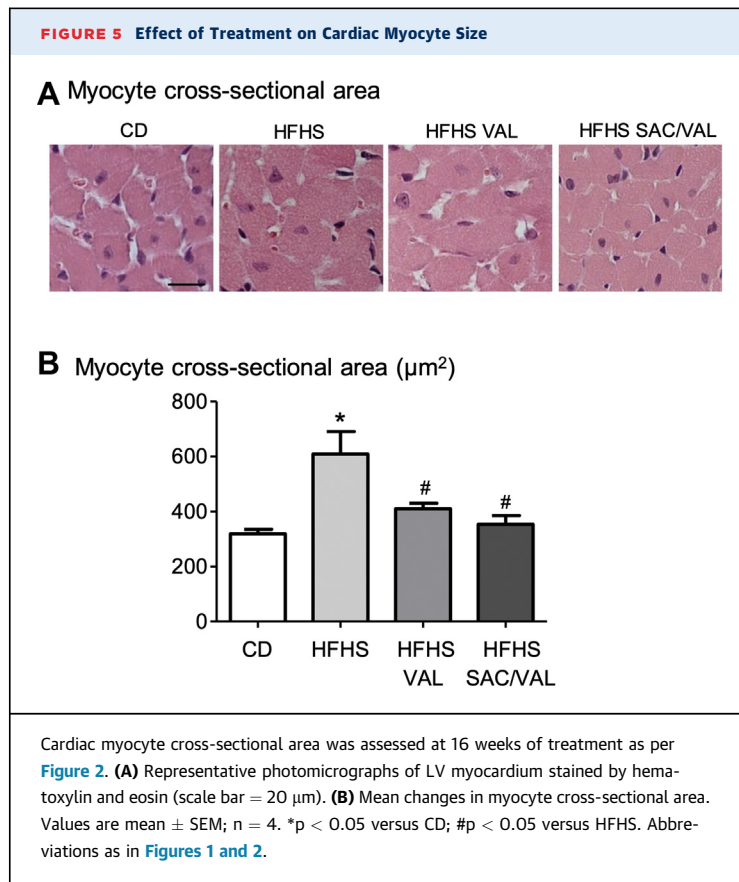 FIGURE 5 Effect of Treatment on Cardiac Myocyte Size
A Myocyte cross-sectional area
CD HFHS HFHS VAL HFHS SAC/VAL
B Myocyte cross-sectional area (µm²)
800
600
400
200
0
*
#
#
CD HFHS HFHS HFHS
VAL SAC/VAL
Cardiac myocyte cross-sectional area was assessed at 16 weeks of treatment as per
Figure 2. (A) Representative photomicrographs of LV myocardium stained by hema-
toxylin and eosin (scale bar = 20 µm). (B) Mean changes in myocyte cross-sectional area.
Values are mean ± SEM; n = 4. *p < 0.05 versus CD; #p < 0.05 versus HFHS. Abbre-
viations as in Figures 1 and 2.